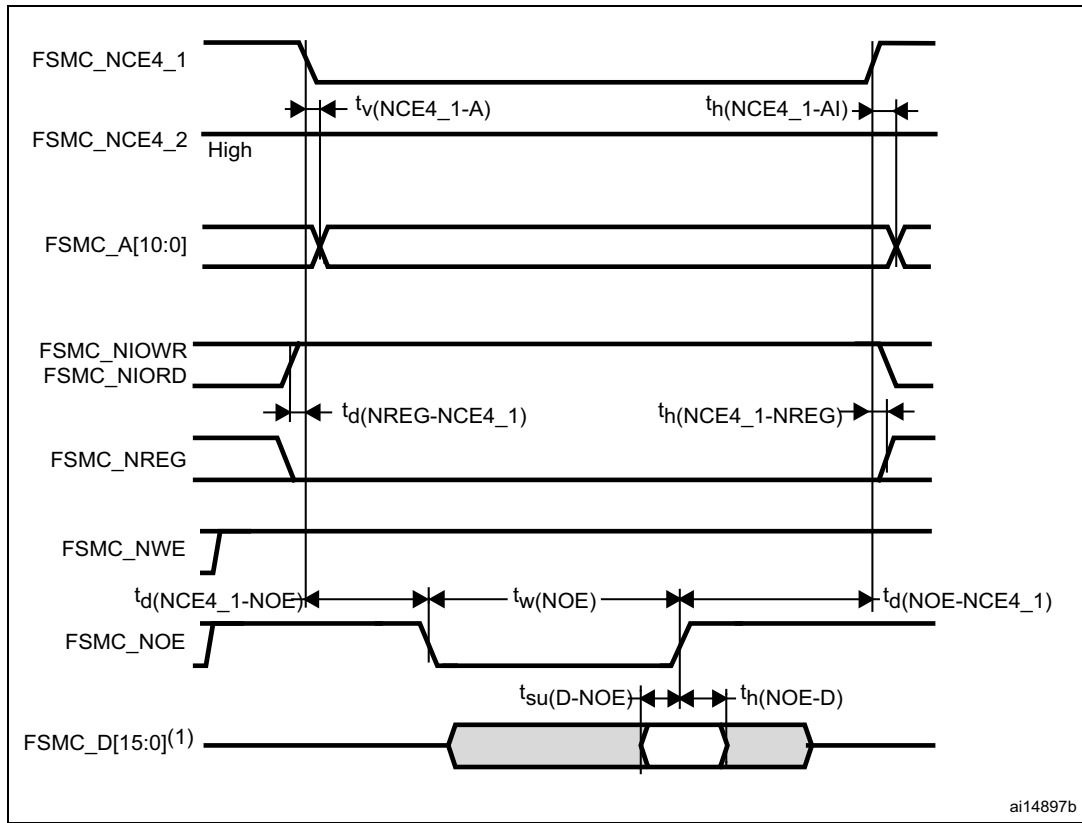 FSMC_NCE4_1
tv(NCE4_1-A)
th(NCE4_1-AI)
FSMC_NCE4_2
High
FSMC_A[10:0]
FSMC_NIOWR
FSMC_NIORD
td(NREG-NCE4_1)
th(NCE4_1-NREG)
FSMC_NREG
FSMC_NWE
td(NCE4_1-NOE)
tw(NOE)
td(NOE-NCE4_1)
FSMC_NOE
tsu(D-NOE)
th(NOE-D)
FSMC_D[15:0](1)
ai14897b